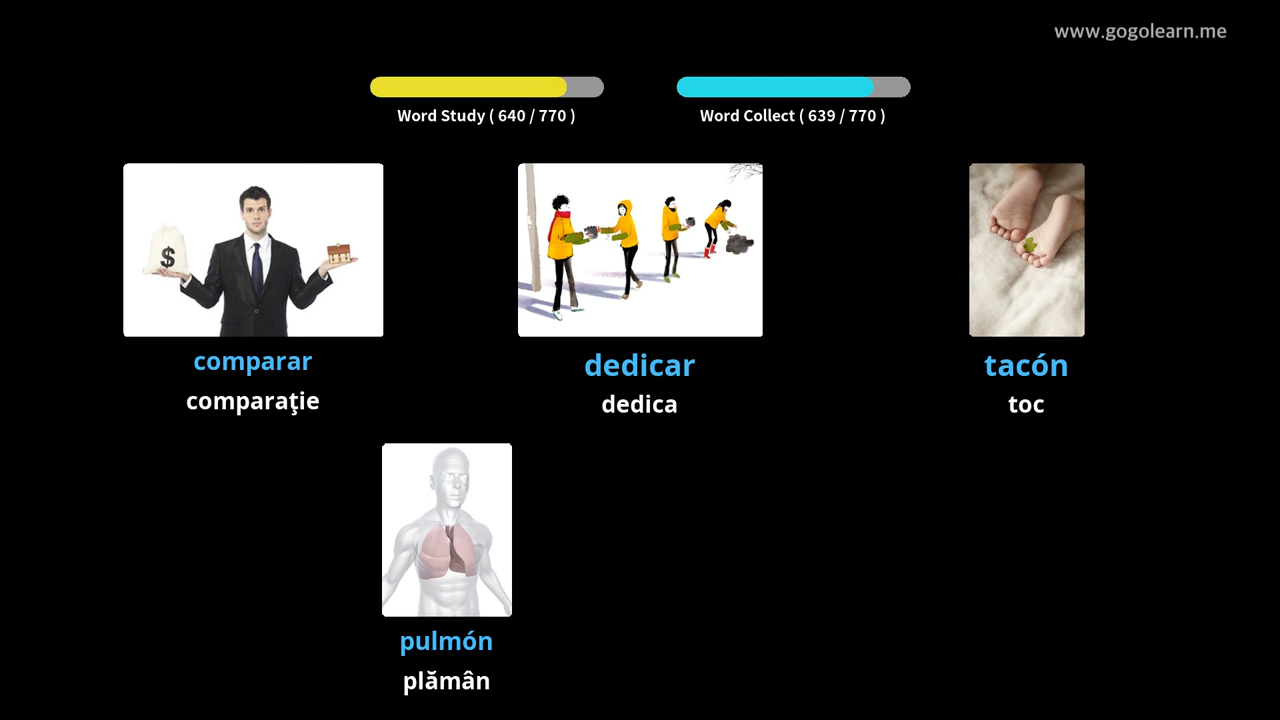 www.gogolearn.me
Word Study ( 640 / 770 )
Word Collect ( 639 / 770 )
comparar
comparaţie
dedicar
dedica
tacón
toc
$
pulmón
plămân